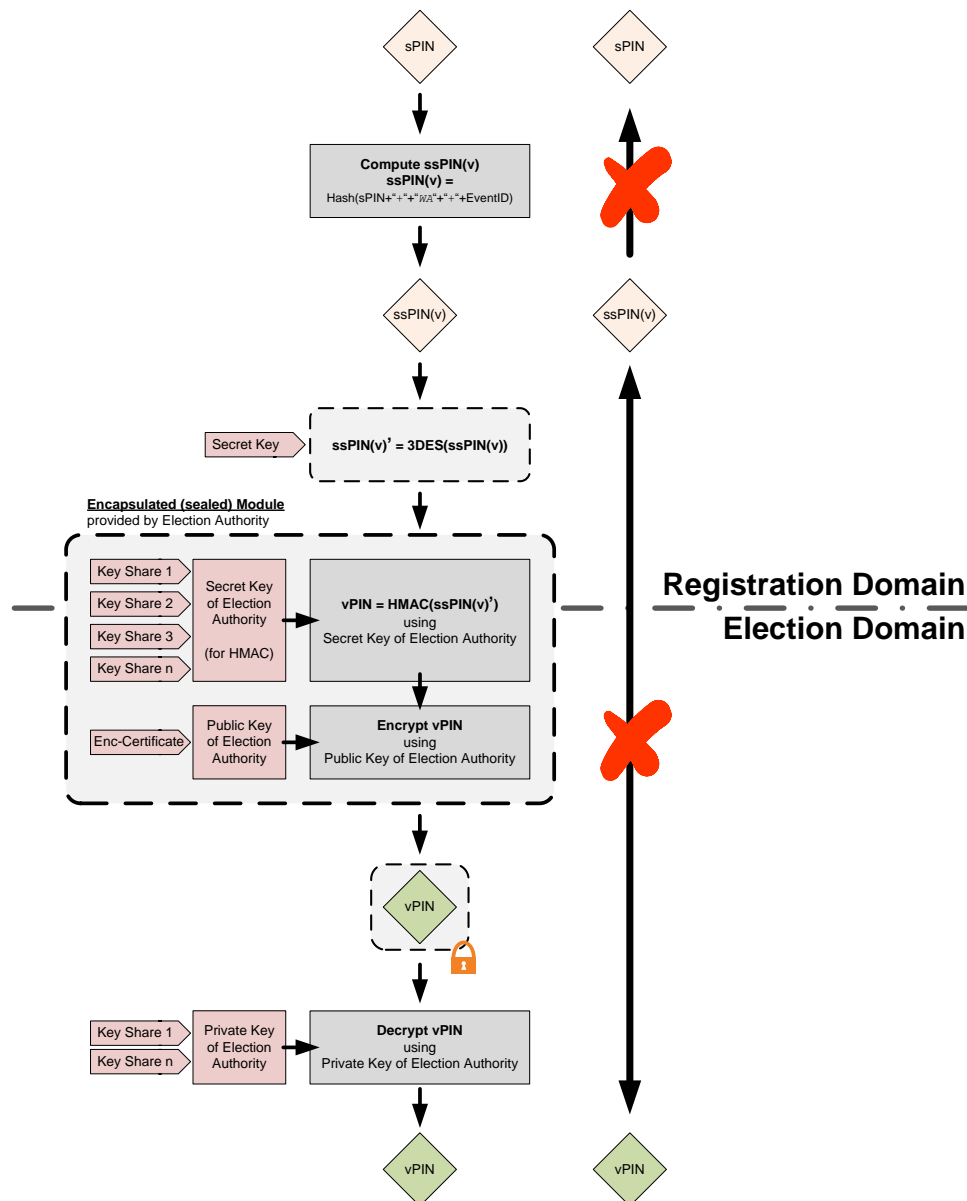 sPIN
sPIN
Compute ssPIN(v)
ssPIN(v) =
Hash(sPIN+“+“+“WA“+“+“+EventID)
ssPIN(v)
ssPIN(v)
Secret Key
ssPIN(v)’ = 3DES(ssPIN(v))
Encapsulated (sealed) Module
provided by Election Authority
Key Share 1
Key Share 2
Key Share 3
Key Share n
Secret Key
of Election
Authority
(for HMAC)
vPIN = HMAC(ssPIN(v)’)
using
Secret Key of Election Authority
Registration Domain
Election Domain
Enc-Certificate
Public Key
of Election
Authority
Encrypt vPIN
using
Public Key of Election Authority
vPIN
Key Share 1
Key Share n
Private Key
of Election
Authority
Decrypt vPIN
using
Private Key of Election Authority
vPIN
vPIN